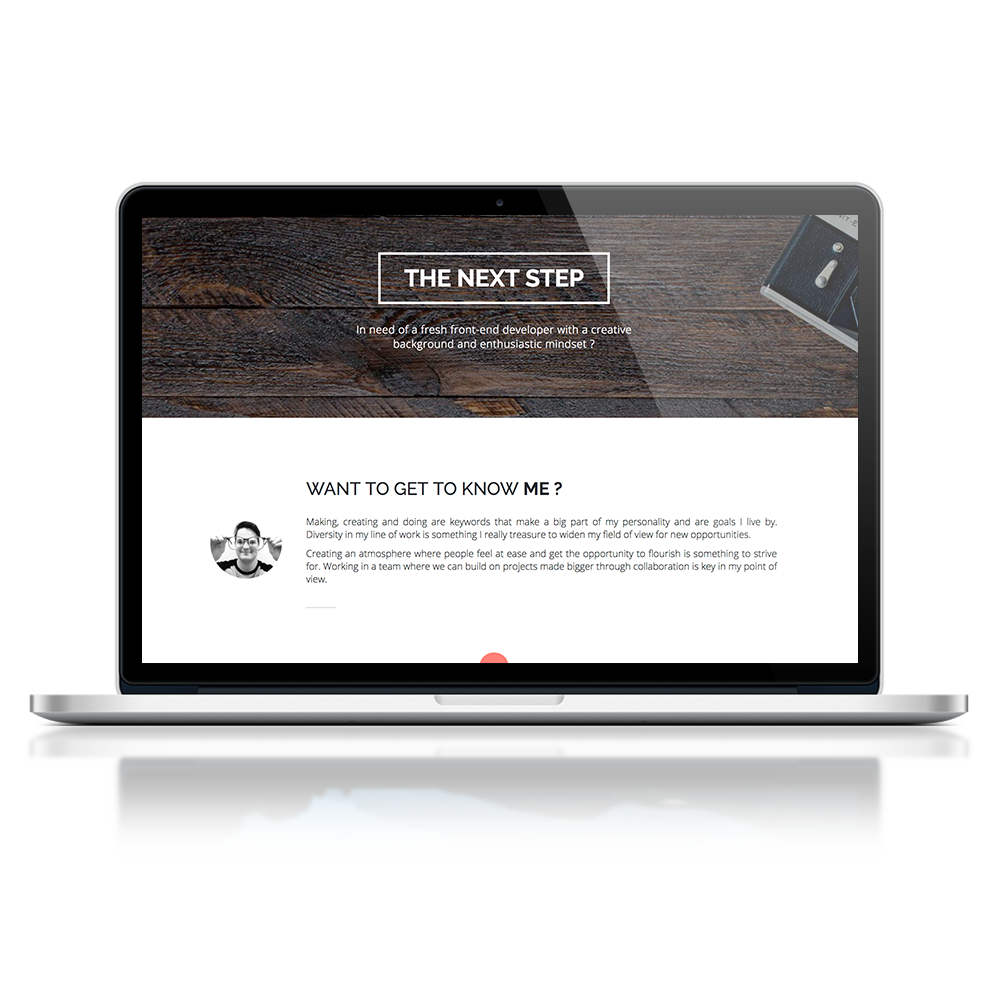 THE NEXT STEP
In need of a fresh front-end developer with a creative
background and enthusiastic mindset ?
WANT TO GET TO KNOW ME ?
Making, creating and doing are keywords that make a big part of my personality and are goals I live by.
Diversity in my line of work is something I really treasure to widen my field of view for new opportunities.
Creating an atmosphere where people feel at ease and get the opportunity to flourish is something to strive
for. Working in a team where we can build on projects made bigger through collaboration is key in my point of
view.